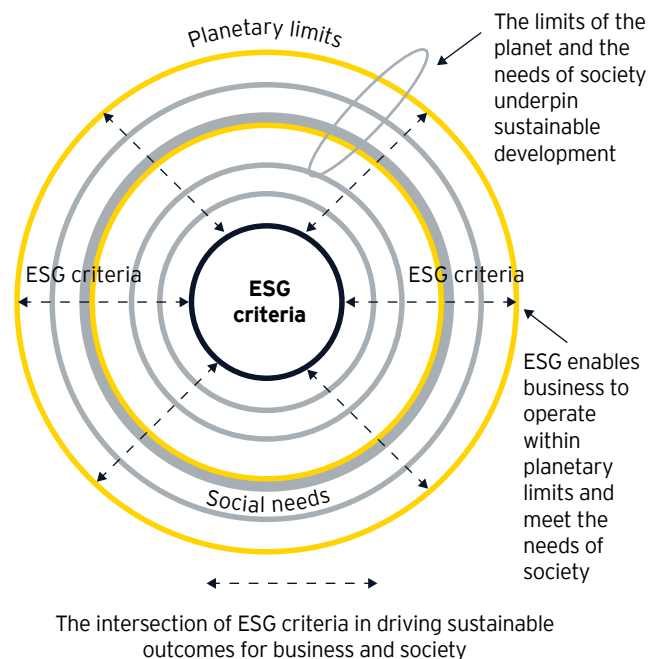 Planetary limits
The limits of the
planet and the
needs of society
underpin
sustainable
development
ESG criteria
ESG
criteria
ESG criteria
ESG enables
business to
operate
within
planetary
limits and
meet the
needs of
society
Social needs
The intersection of ESG criteria in driving sustainable
outcomes for business and society